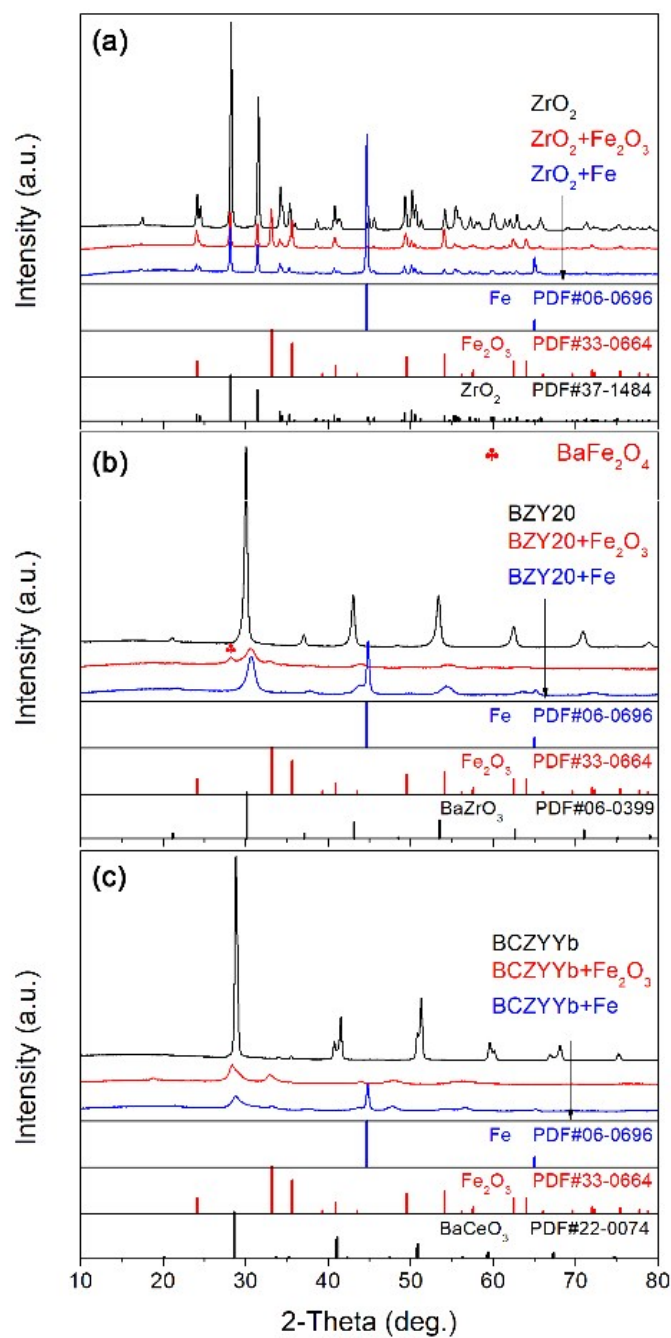 (a)
ZrO₂
ZrO₂+Fe₂O₃
ZrO₂+Fe
Intensity (a.u.)
Fe PDF#06-0696
Fe₂O₃ PDF#33-0664
ZrO₂ PDF#37-1484
(b)
♣ BaFe₂O₄
BZY20
BZY20+Fe₂O₃
BZY20+Fe
♣
Intensity (a.u.)
Fe PDF#06-0696
Fe₂O₃ PDF#33-0664
BaZrO₃ PDF#06-0399
(c)
BCZYYb
BCZYYb+Fe₂O₃
BCZYYb+Fe
Intensity (a.u.)
Fe PDF#06-0696
Fe₂O₃ PDF#33-0664
BaCeO₃ PDF#22-0074
10 20 30 40 50 60 70 80
2-Theta (deg.)